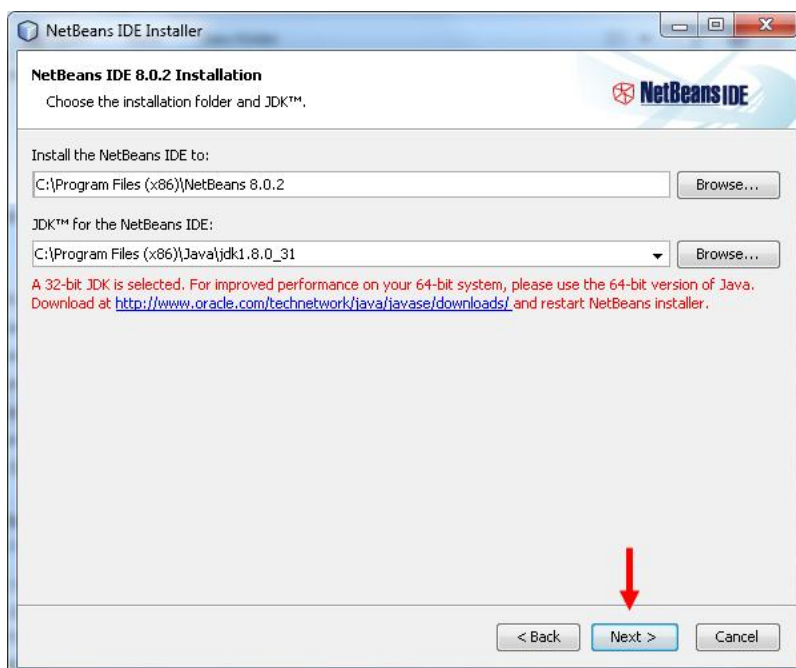 NetBeans IDE Installer
NetBeans IDE 8.0.2 Installation
Choose the installation folder and JDK™.
NetBeans IDE
Install the NetBeans IDE to:
C:\Program Files (x86)\NetBeans 8.0.2
Browse...
JDK™ for the NetBeans IDE:
C:\Program Files (x86)\Java\jdk1.8.0_31
Browse...
A 32-bit JDK is selected. For improved performance on your 64-bit system, please use the 64-bit version of Java.
Download at http://www.oracle.com/technetwork/java/javase/downloads/ and restart NetBeans installer.
< Back
Next >
Cancel